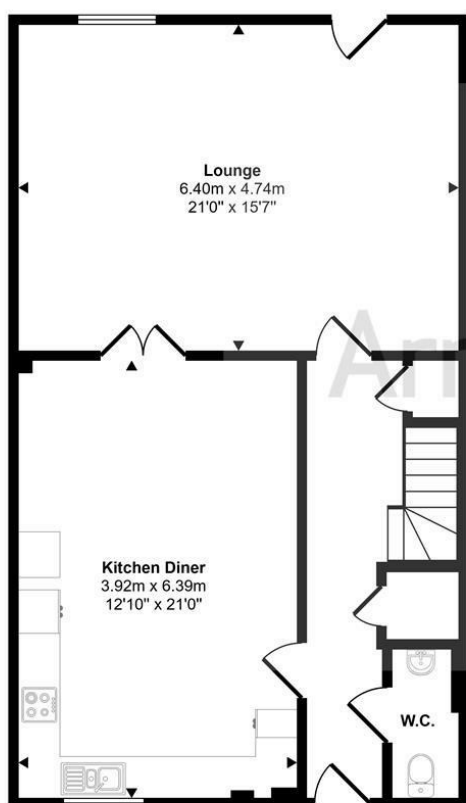 Lounge
6.40m x 4.74m
21'0" x 15'7"
Kitchen Diner
3.92m x 6.39m
12'10" x 21'0"
W.C.